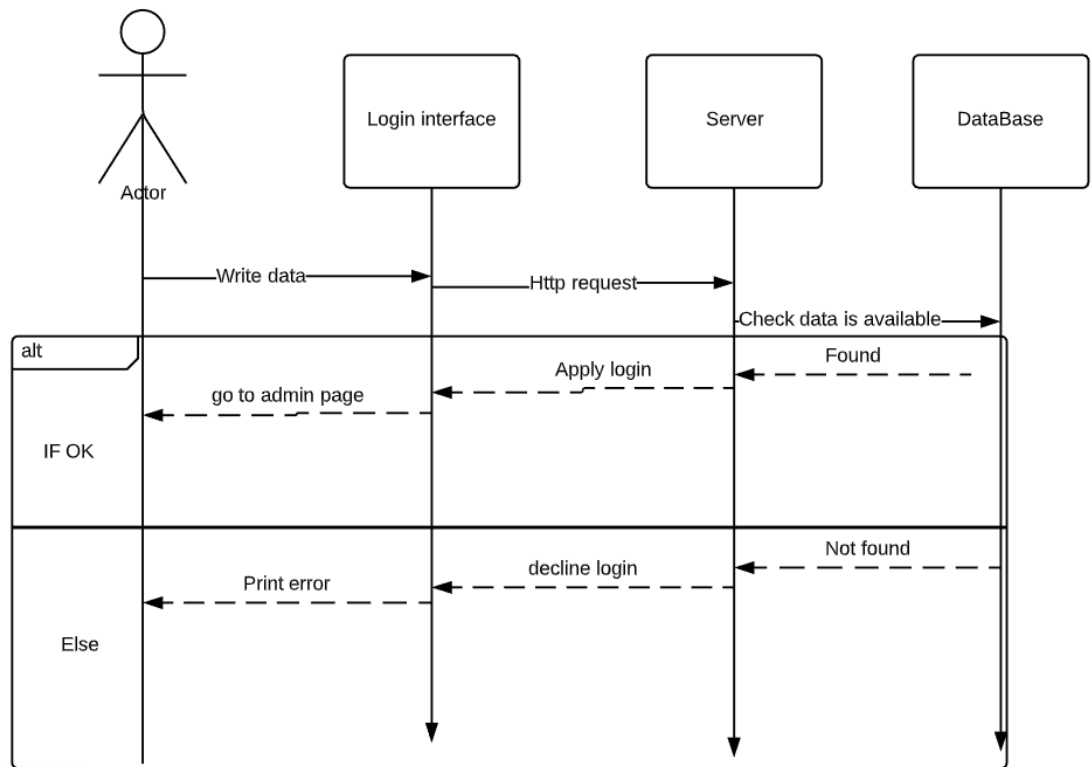 Actor
Login interface
Server
DataBase
Write data
Http request
Check data is available
alt
Found
Apply login
go to admin page
IF OK
Not found
decline login
Print error
Else